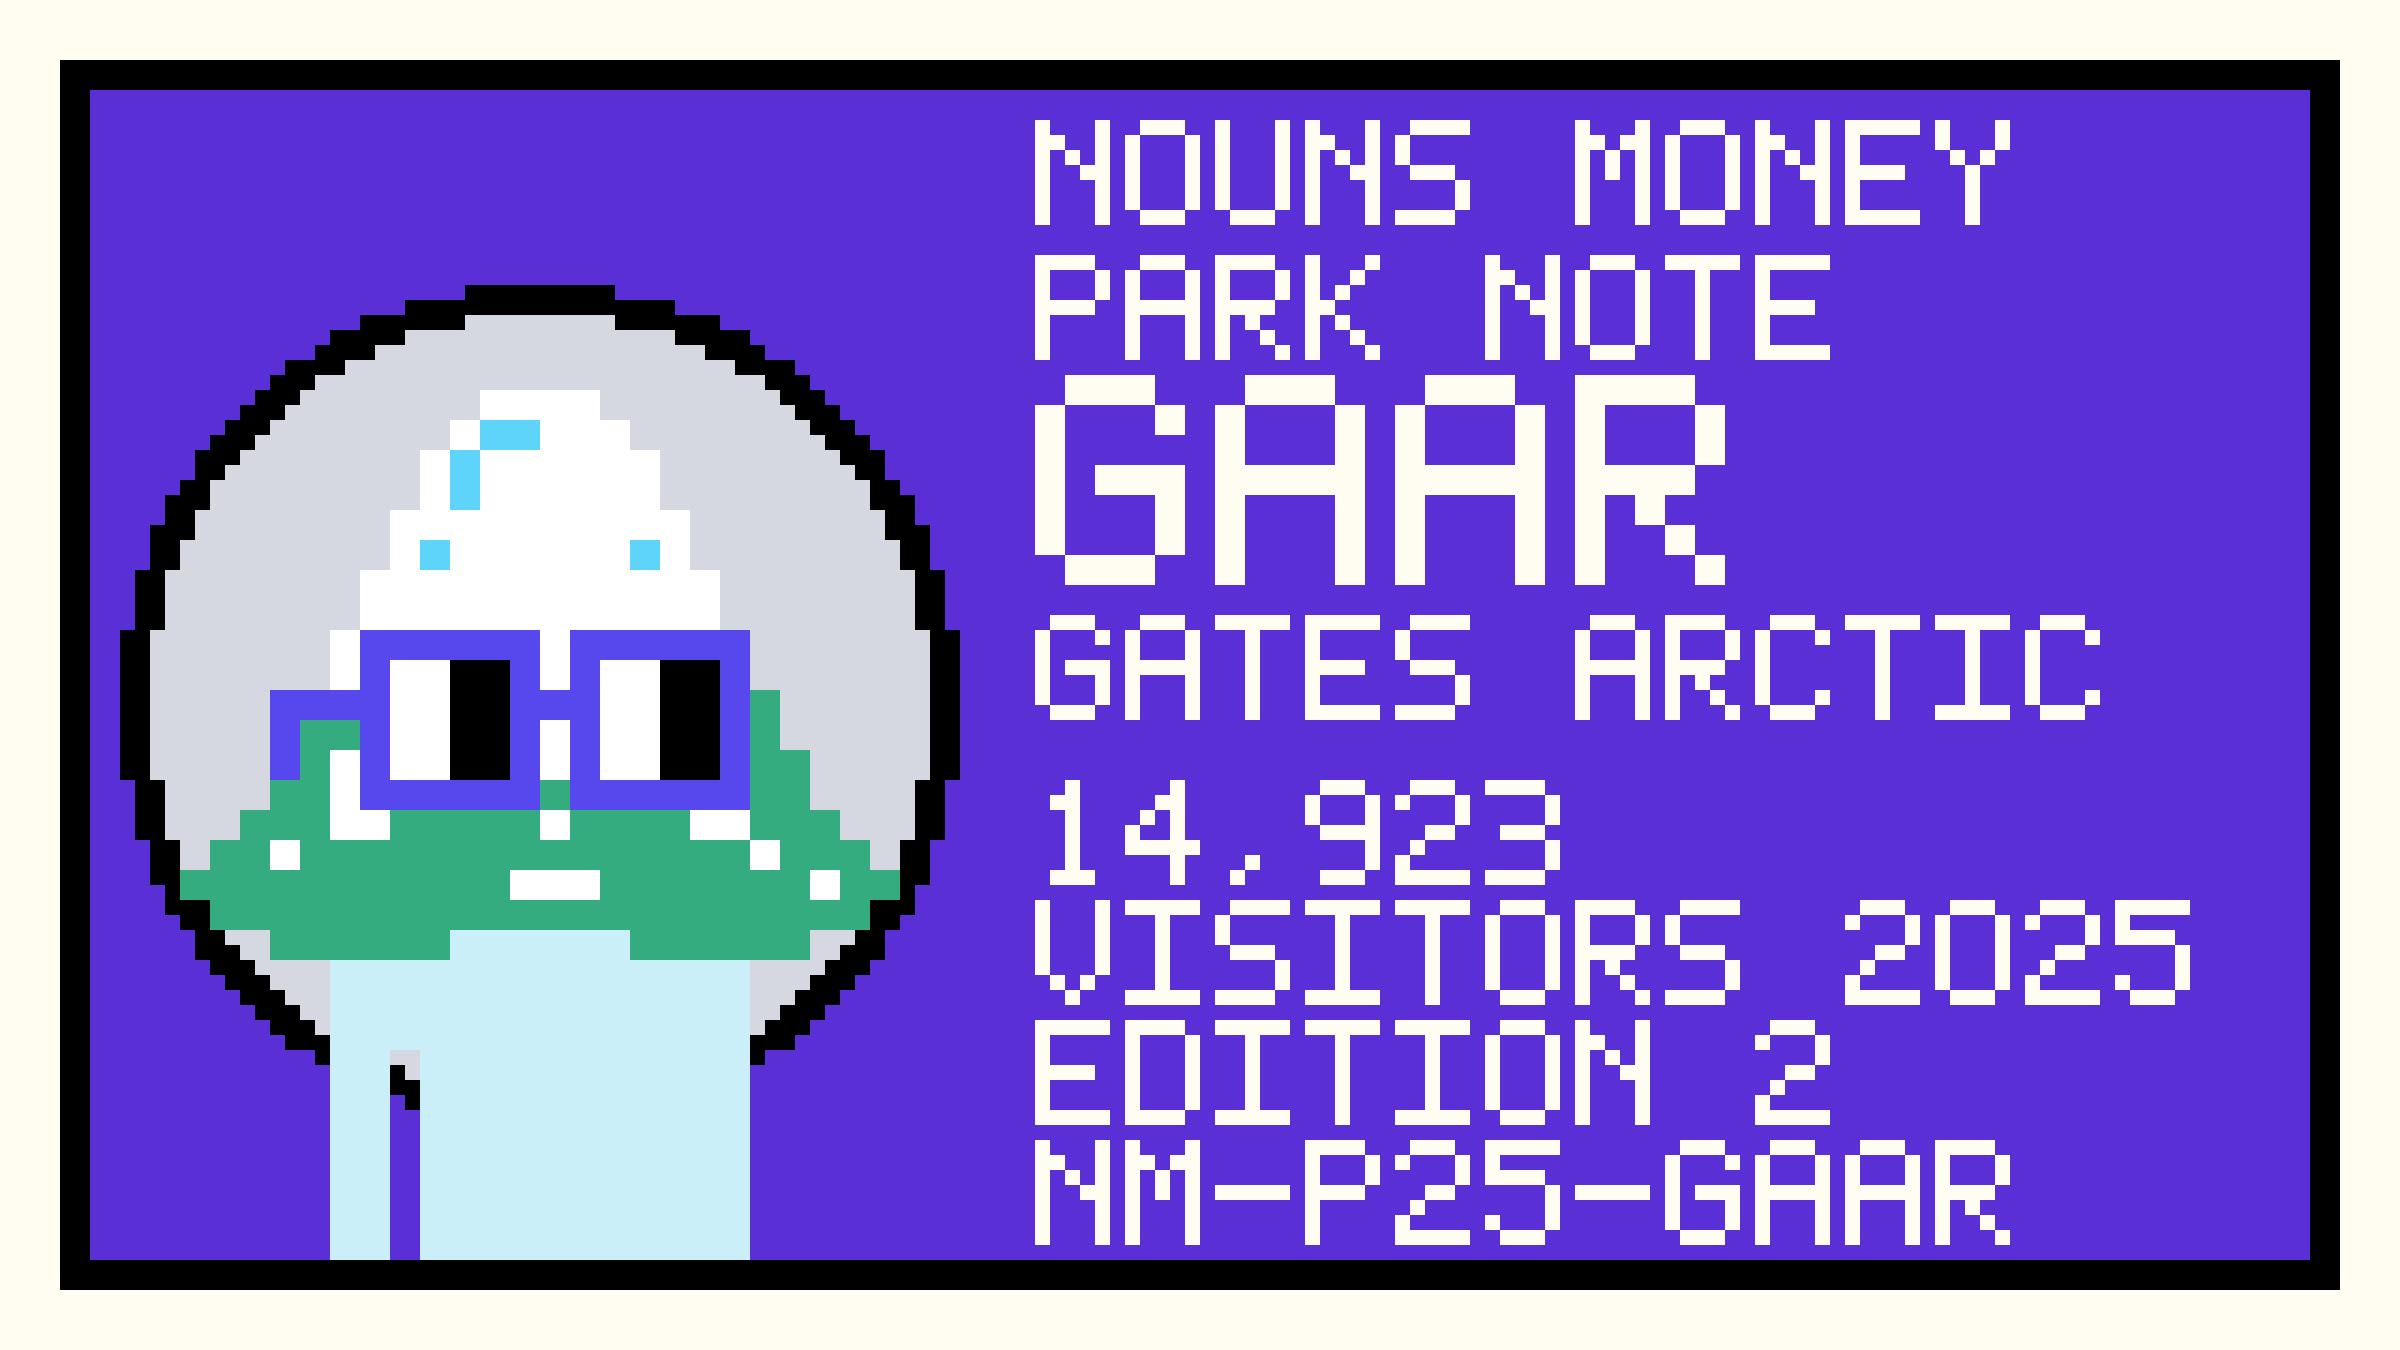 NOUNS MONEY
PARK NOTE
GAAR
GATES ARCTIC
14,923
VISITORS 2025
EDITION 2
NM-P25-GAAR